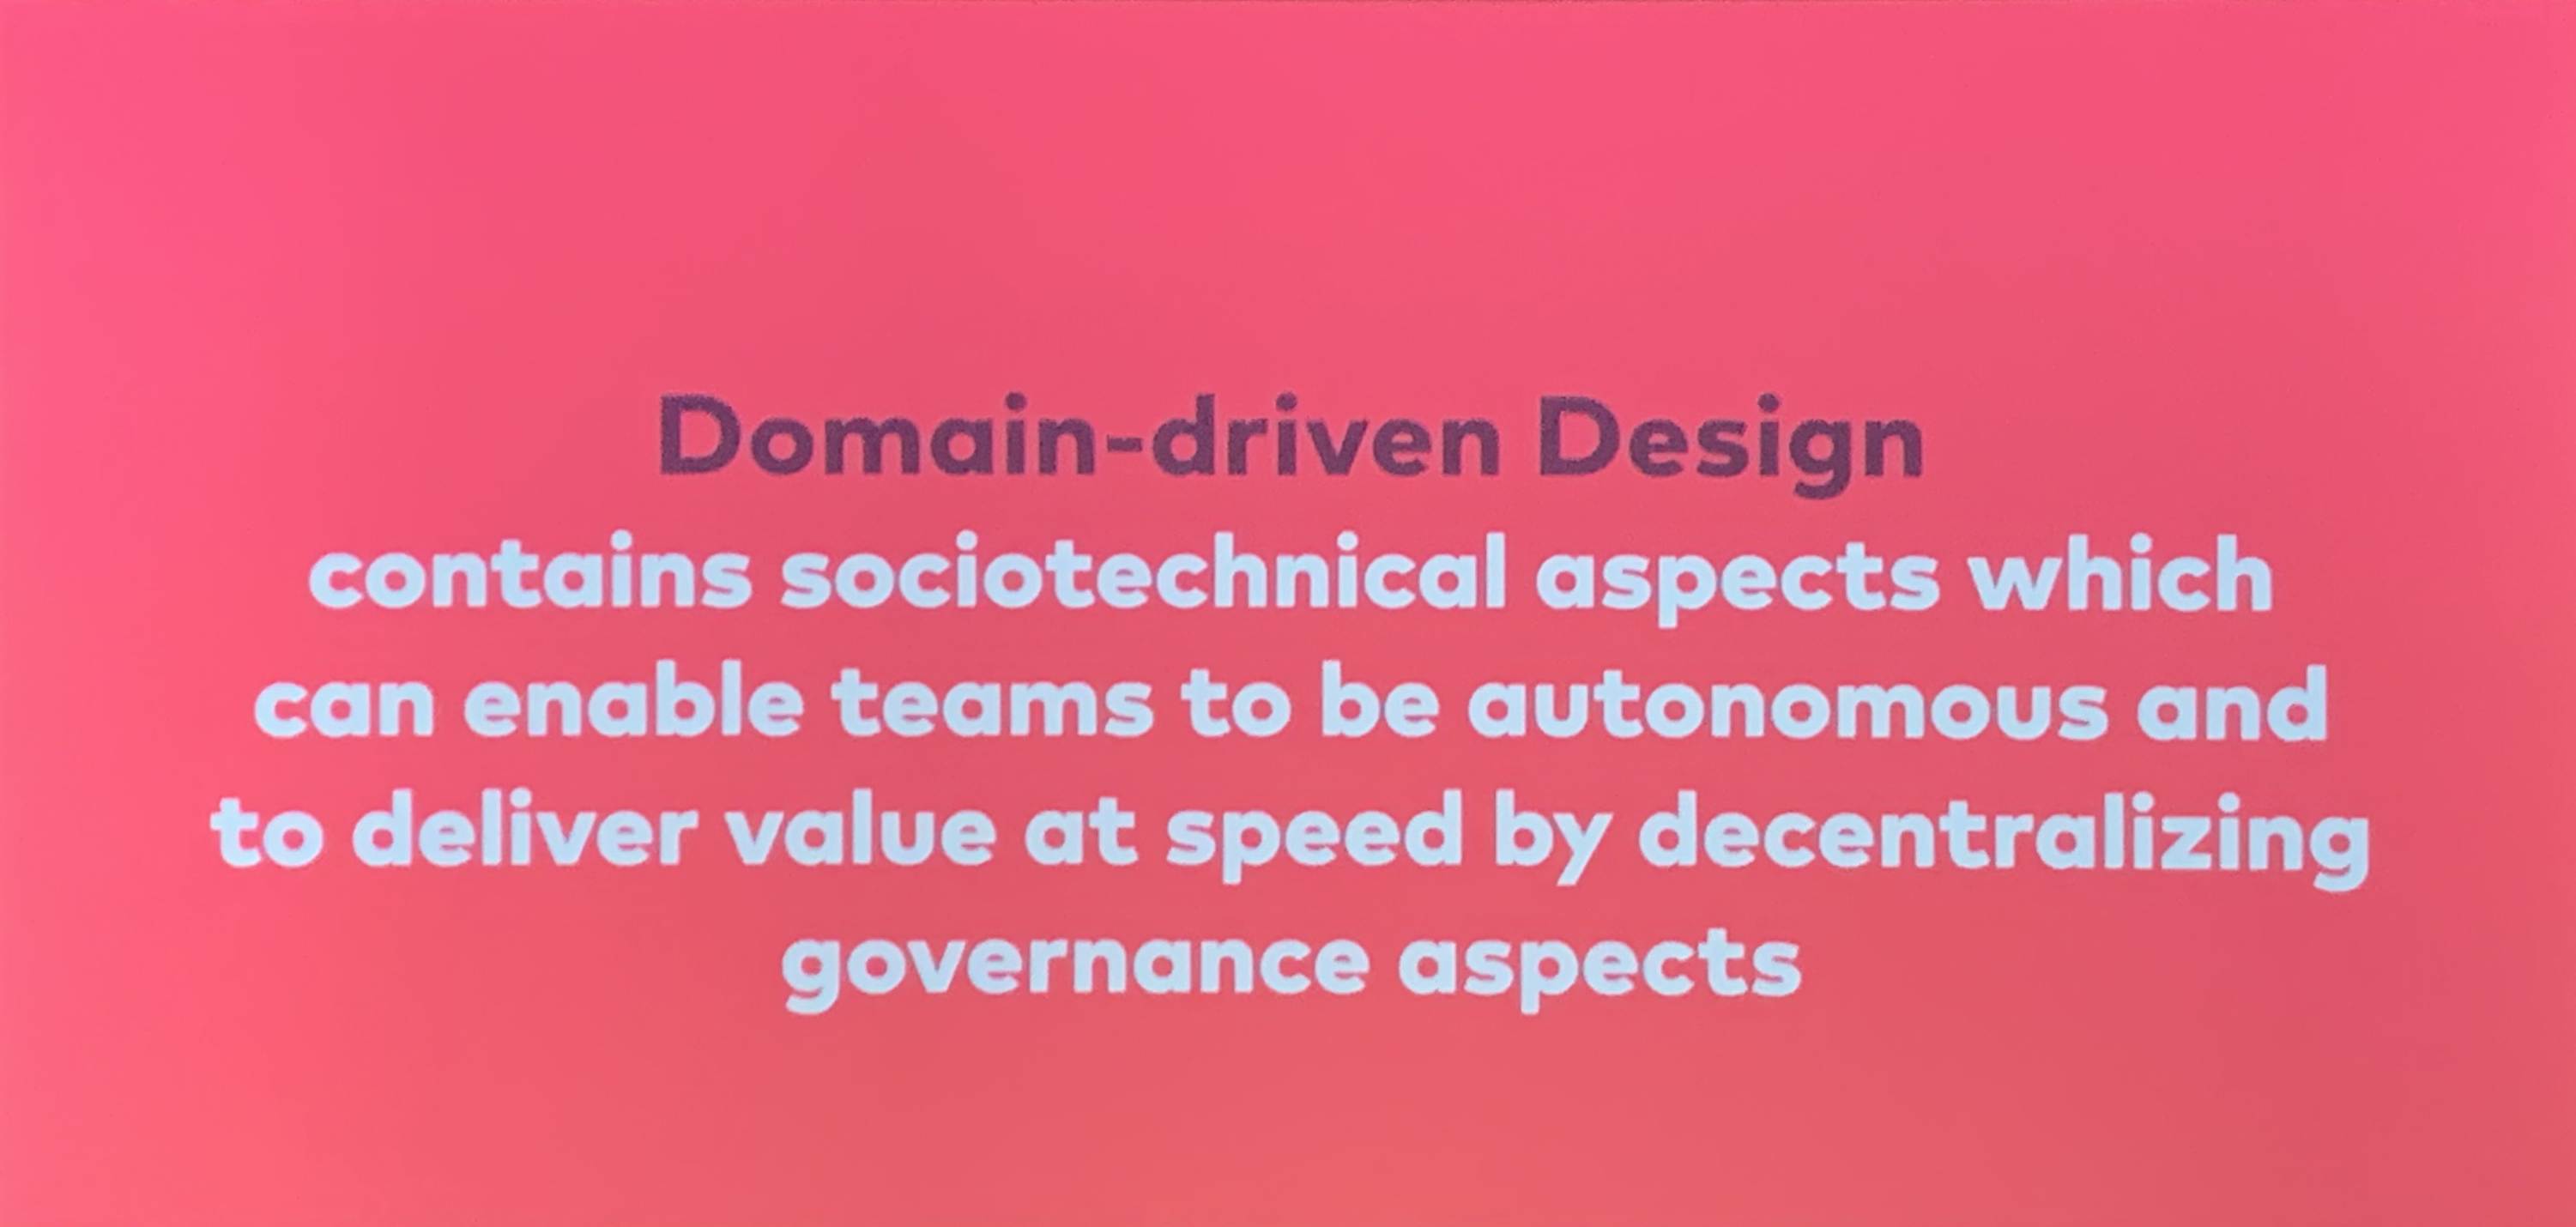 Domain-driven Design
contains sociotechnical aspects which
can enable teams to be autonomous and
to deliver value at speed by decentralizing
governance aspects